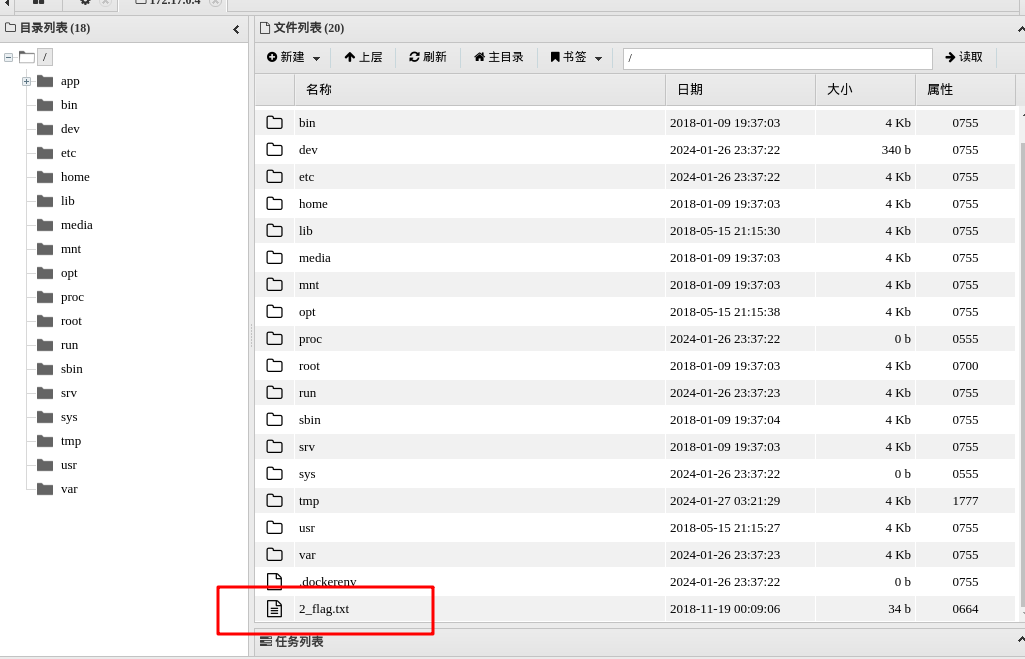 172.17.0.4
目录列表 (18)
/
app
bin
dev
etc
home
lib
media
mnt
opt
proc
root
run
sbin
srv
sys
tmp
usr
var
文件列表 (20)
新建 上层 刷新 主目录 书签 / 读取
名称 日期 大小 属性
bin 2018-01-09 19:37:03 4 Kb 0755
dev 2024-01-26 23:37:22 340 b 0755
etc 2024-01-26 23:37:22 4 Kb 0755
home 2018-01-09 19:37:03 4 Kb 0755
lib 2018-05-15 21:15:30 4 Kb 0755
media 2018-01-09 19:37:03 4 Kb 0755
mnt 2018-01-09 19:37:03 4 Kb 0755
opt 2018-05-15 21:15:38 4 Kb 0755
proc 2024-01-26 23:37:22 0 b 0555
root 2018-01-09 19:37:03 4 Kb 0700
run 2024-01-26 23:37:23 4 Kb 0755
sbin 2018-01-09 19:37:04 4 Kb 0755
srv 2018-01-09 19:37:03 4 Kb 0755
sys 2024-01-26 23:37:22 0 b 0555
tmp 2024-01-27 03:21:29 4 Kb 1777
usr 2018-05-15 21:15:27 4 Kb 0755
var 2024-01-26 23:37:23 4 Kb 0755
.dockerenv 2024-01-26 23:37:22 0 b 0755
2_flag.txt 2018-11-19 00:09:06 34 b 0664
任务列表